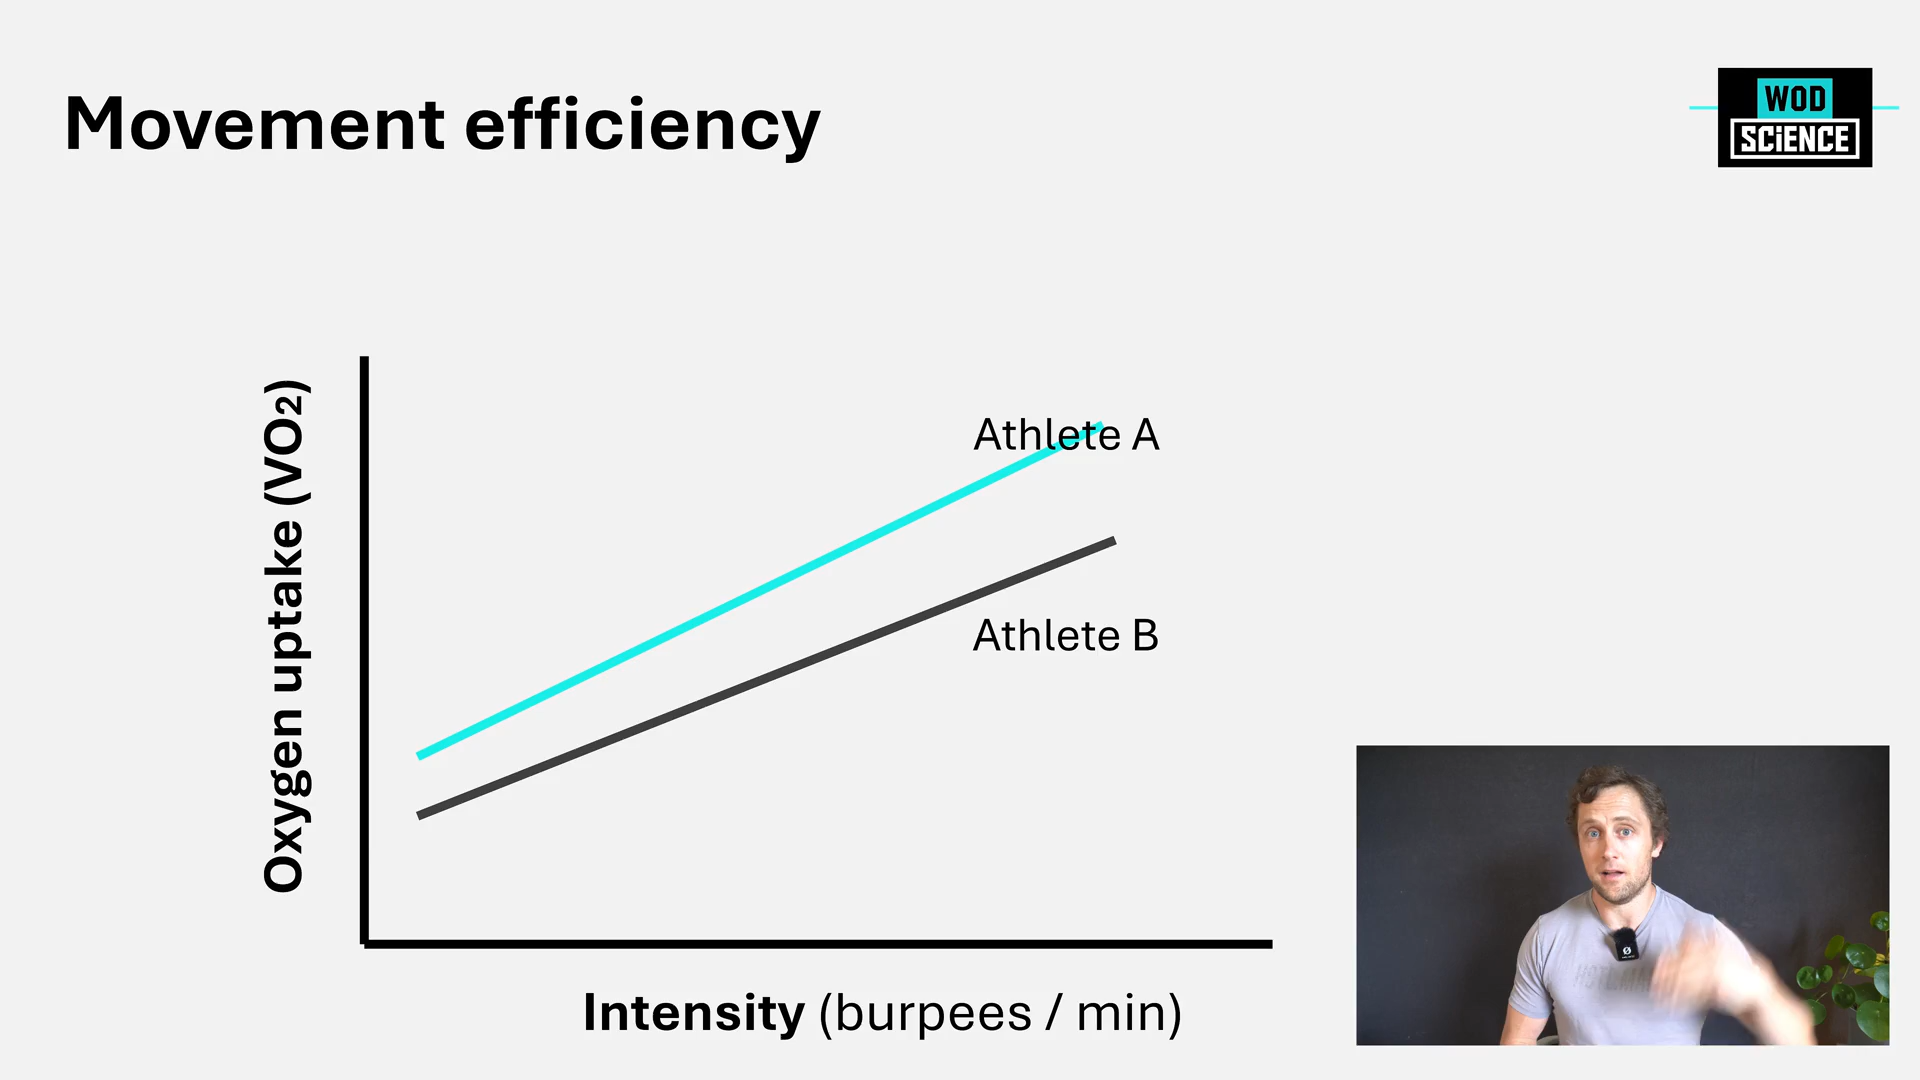 Movement efficiency
WOD
SCiENCE
Oxygen uptake (VO2)
Athlete A
Athlete B
Intensity (burpees / min)